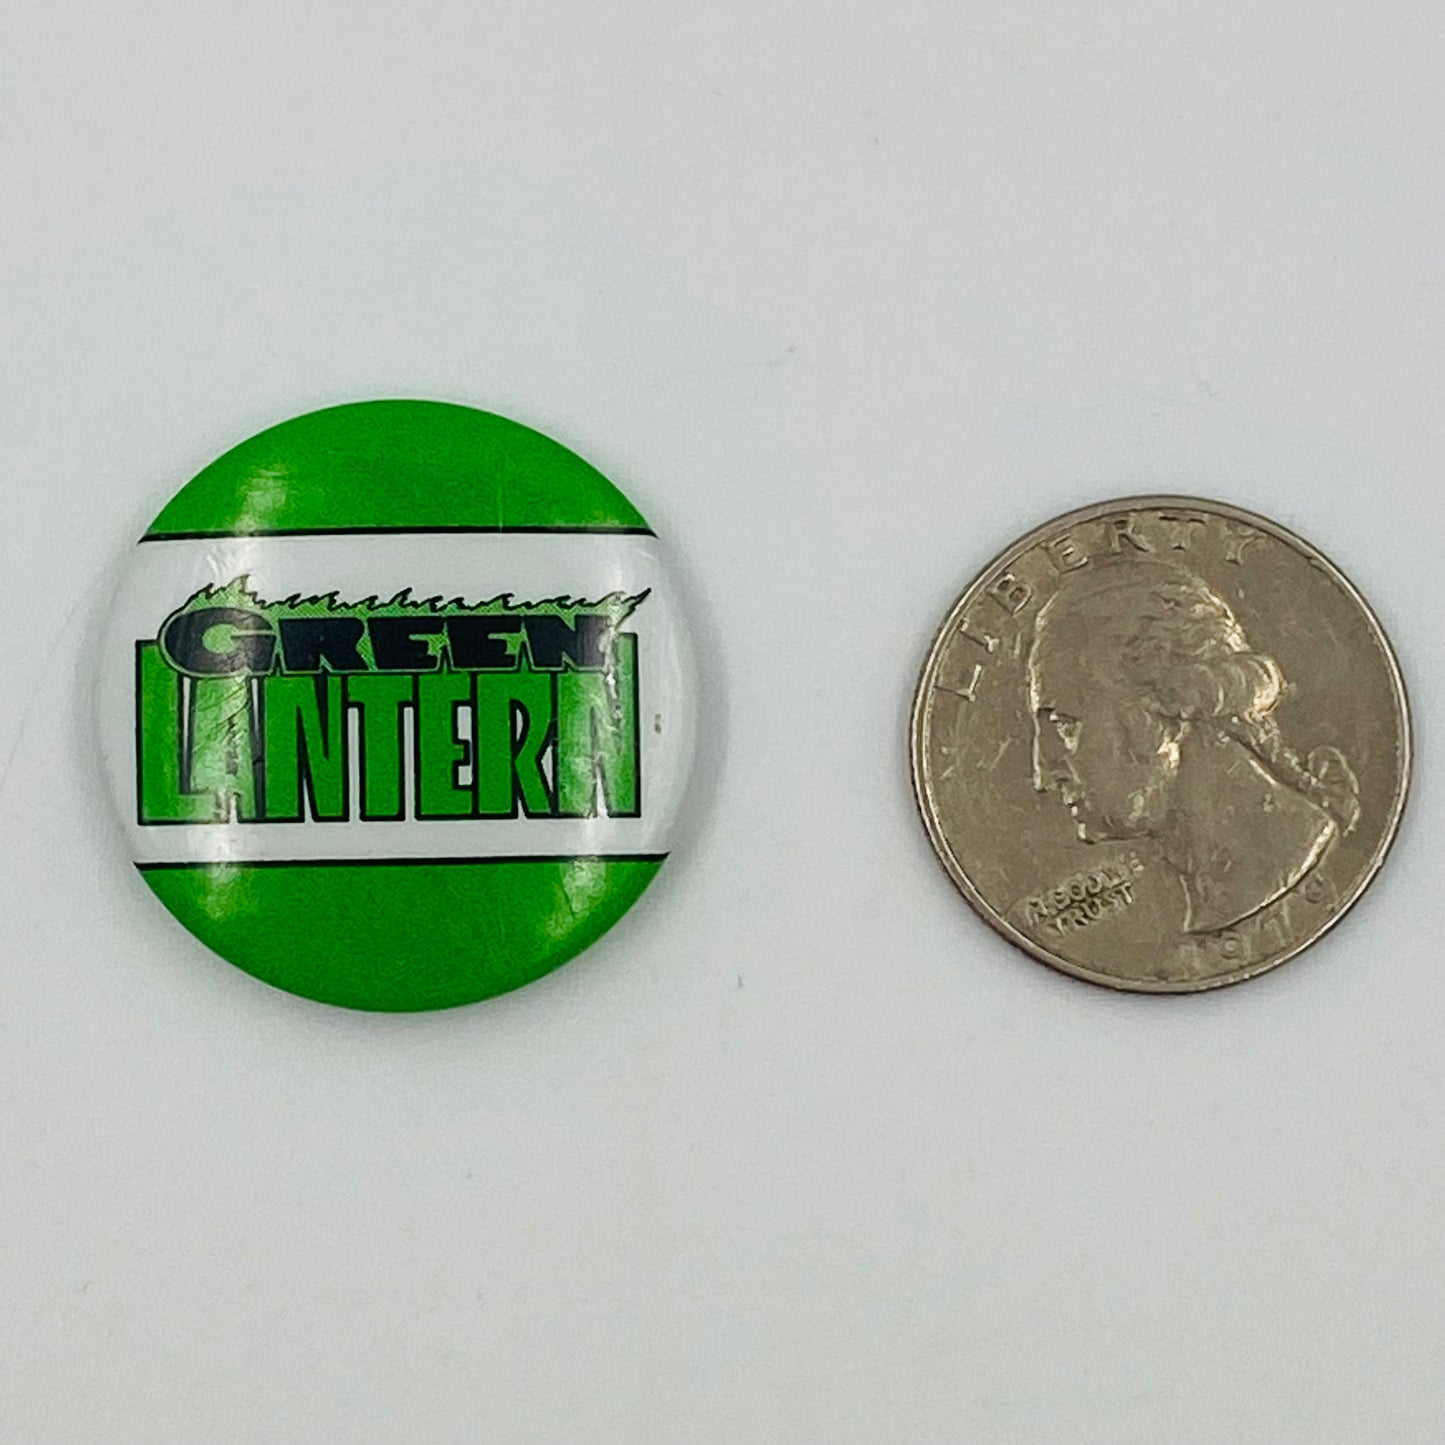 GREEN
LANTERN
LIBERTY
IN GOD WE
TRUST